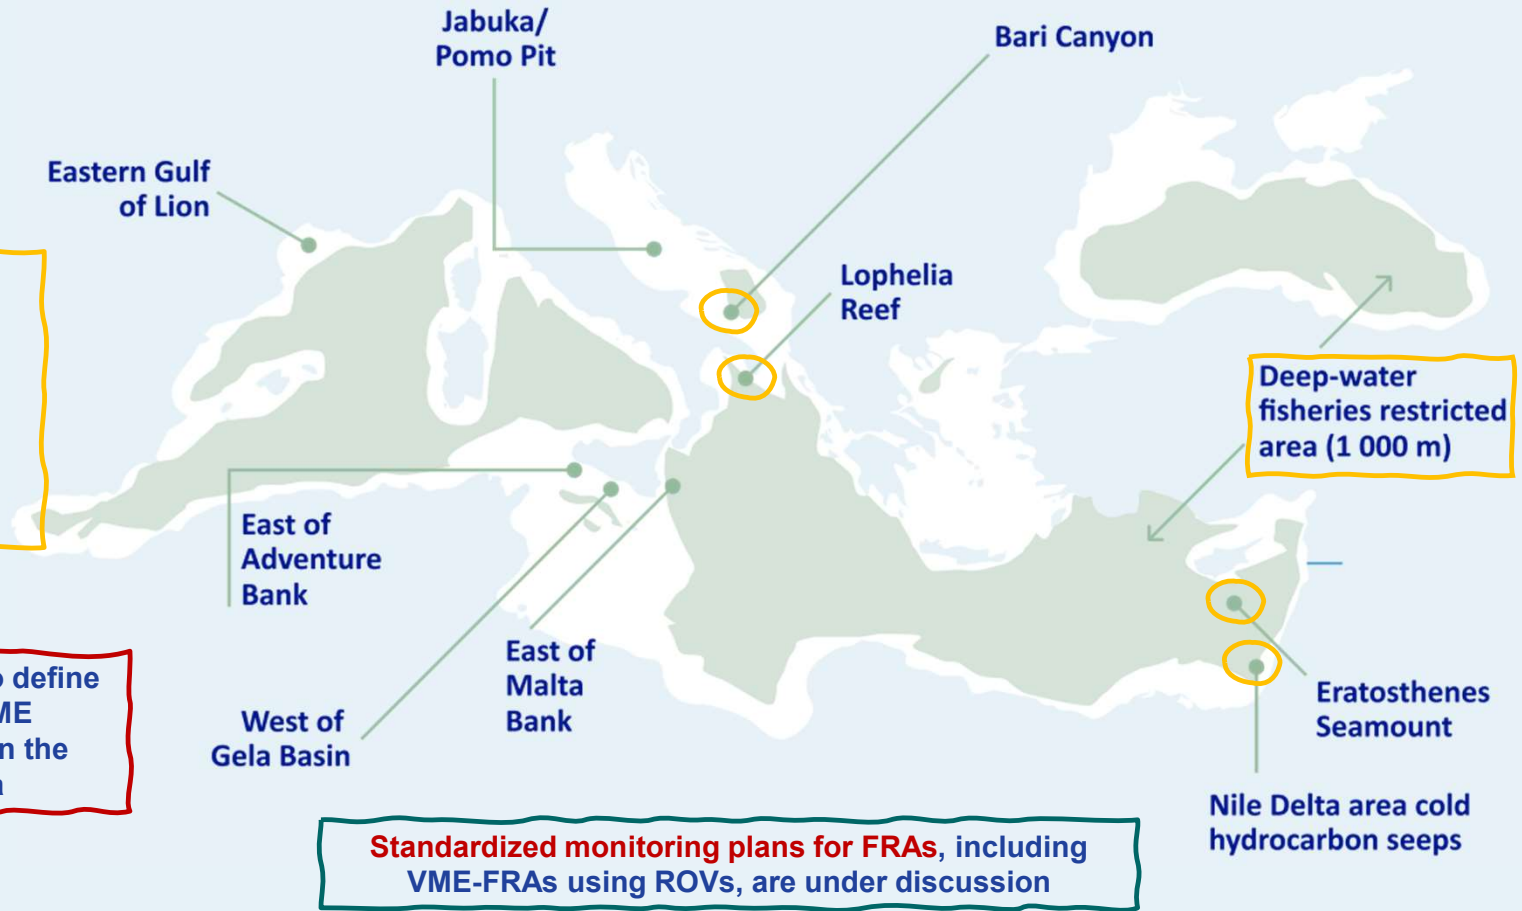 Jabuka/
Pomo Pit
Bari Canyon
Eastern Gulf
of Lion
Lophelia
Reef
Deep-water
fisheries restricted
area (1 000 m)
East of
Adventure
Bank
East of
Malta
Bank
West of
Gela Basin
Eratosthenes
Seamount
Nile Delta area cold
hydrocarbon seeps
define
n the
Standardized monitoring plans for FRAs, including
VME-FRAs using ROVs, are under discussion